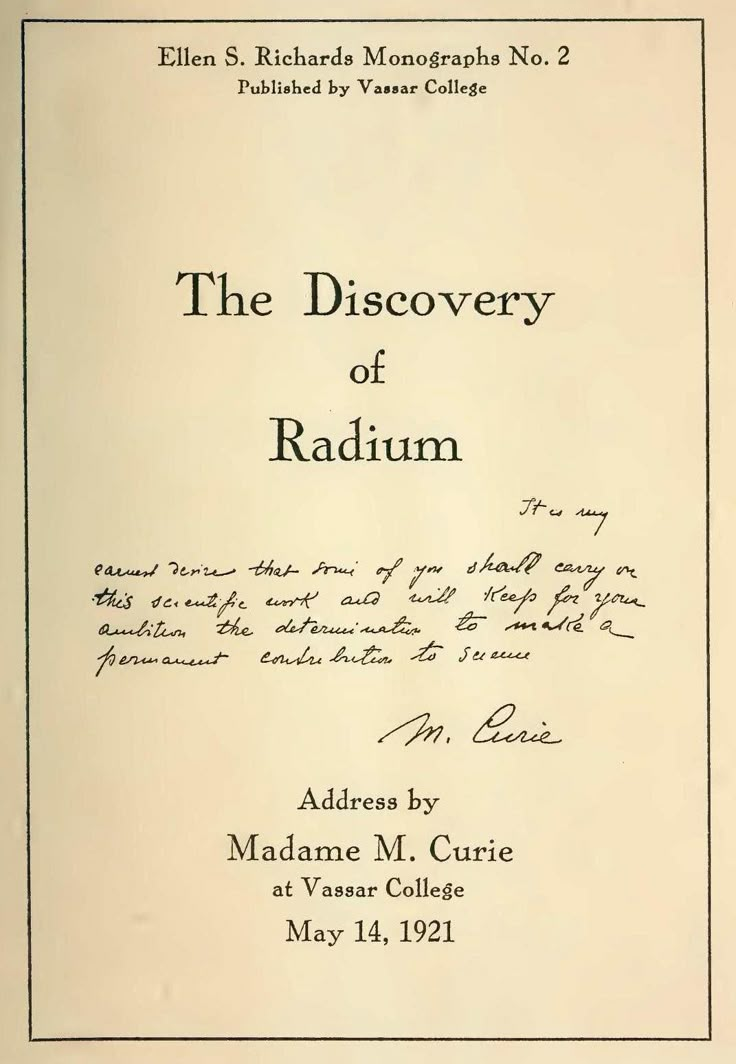 Ellen S. Richards Monographs No. 2
Published by Vassar College
The Discovery
of
Radium
It is my
earnest desire that some of you shall carry on
this scientific work and will keep for your
ambition the determination to make a
permanent contribution to science
M. Curie
Address by
Madame M. Curie
at Vassar College
May 14, 1921